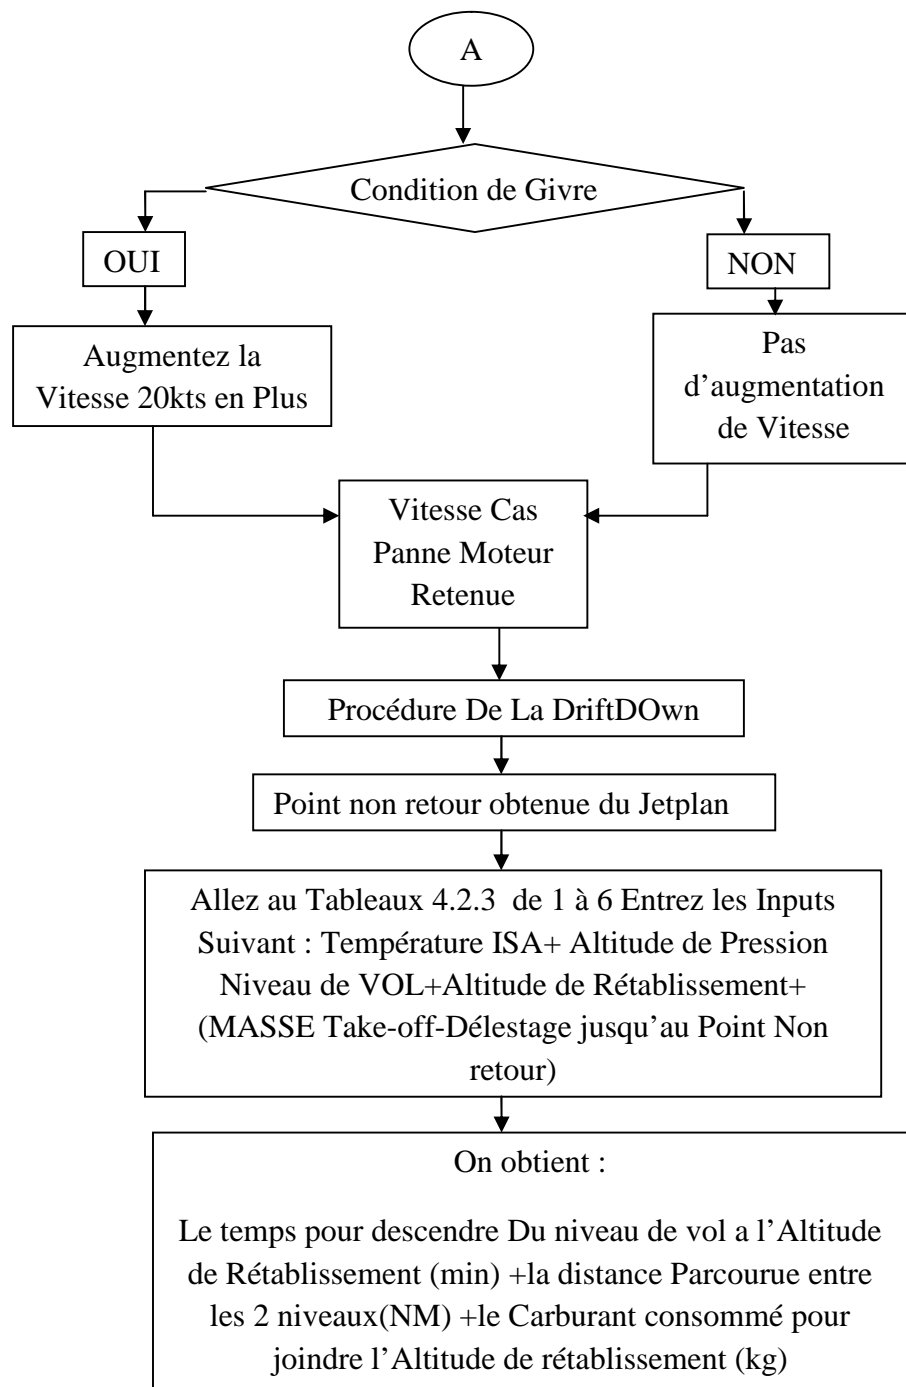 A
Condition de Givre
OUI
NON
Augmentez la
Vitesse 20kts en Plus
Pas
d’augmentation
de Vitesse
Vitesse Cas
Panne Moteur
Retenue
Procédure De La DriftDOwn
Point non retour obtenue du Jetplan
Allez au Tableaux 4.2.3 de 1 à 6 Entrez les Inputs
Suivant : Température ISA+ Altitude de Pression
Niveau de VOL+Altitude de Rétablissement+
(MASSE Take-off-Délestage jusqu’au Point Non
retour)
On obtient :
Le temps pour descendre Du niveau de vol a l’Altitude
de Rétablissement (min) +la distance Parcourue entre
les 2 niveaux(NM) +le Carburant consommé pour
joindre l’Altitude de rétablissement (kg)